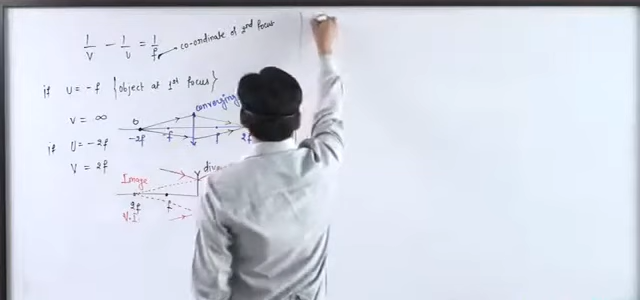 1/V - 1/U = 1/f → co-ordinate of 2nd focus
if U = -f {object at 1st focus}
V = ∞
if U = -2f
V = 2f
converging
O
-2f -f f 2f
Image
2f f
V.I.